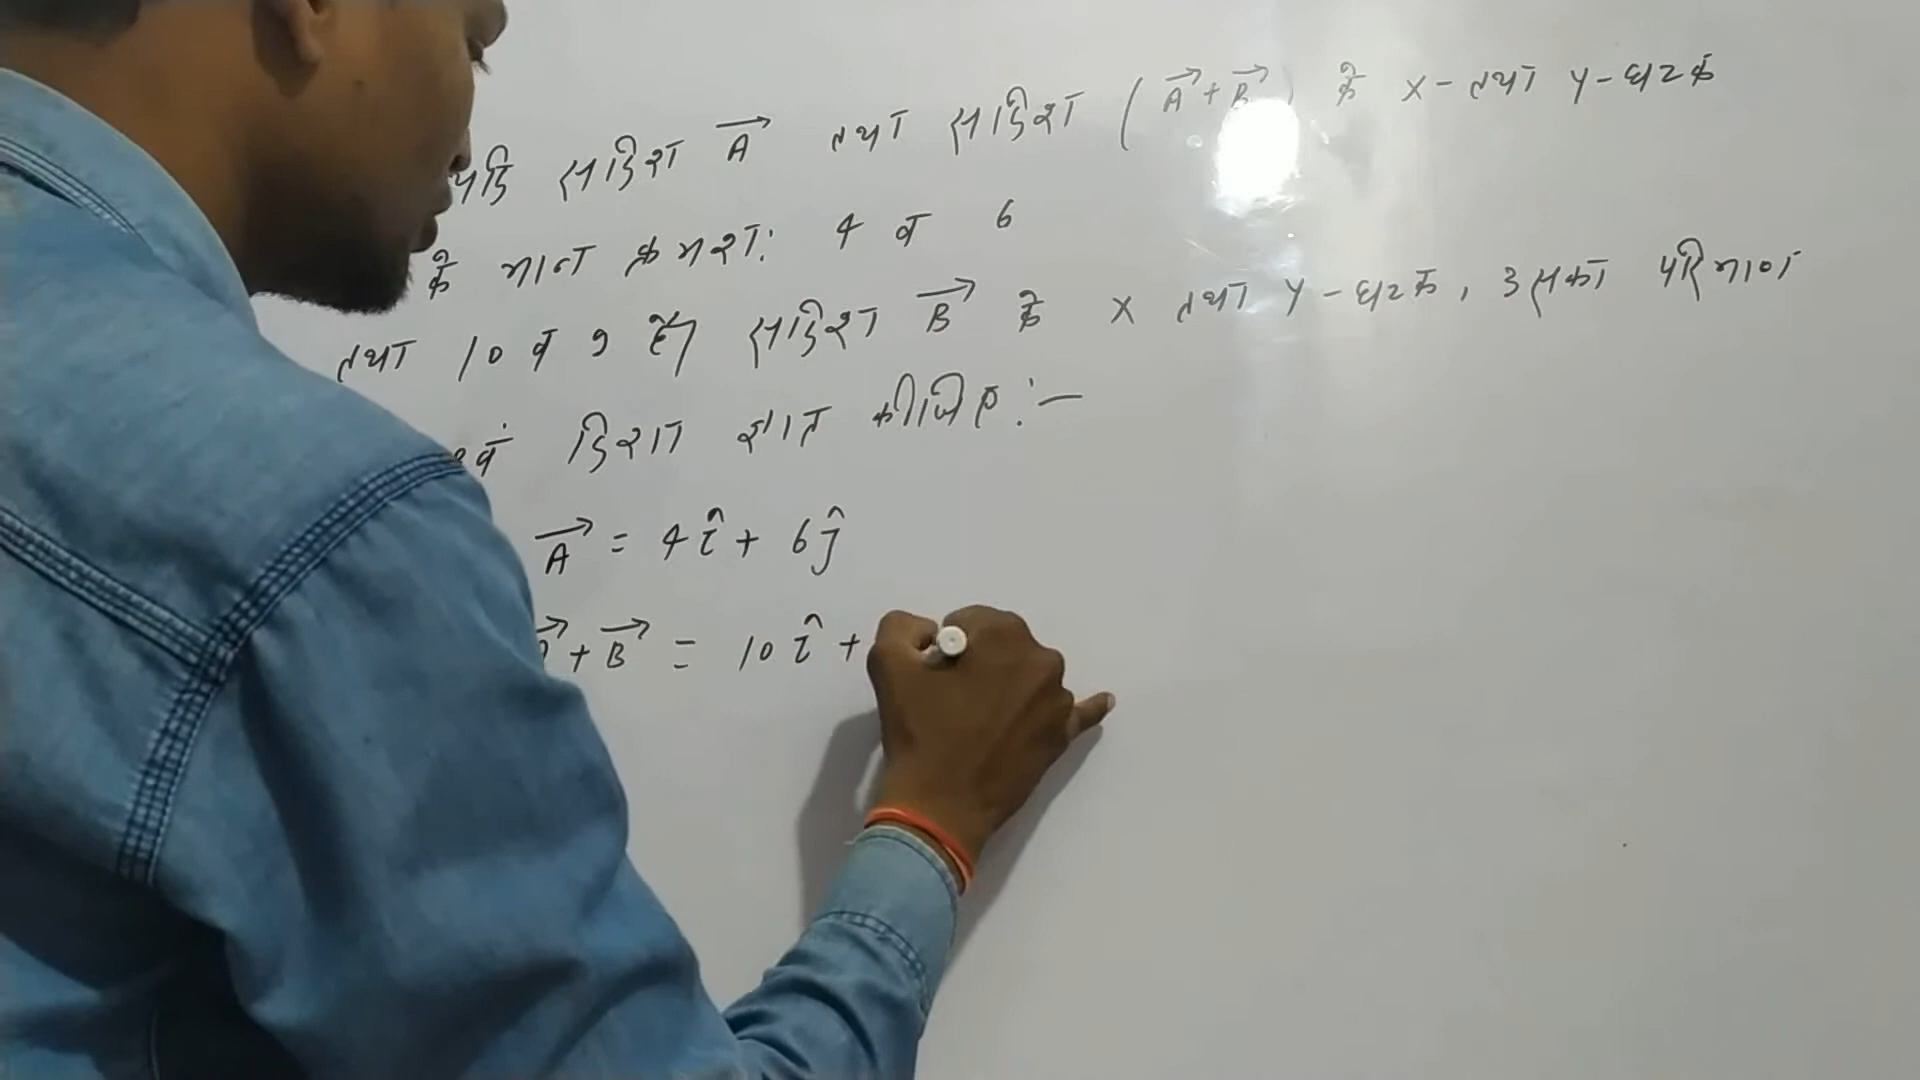 यदि सदिश A⃗ तथा सदिश (A⃗ + B⃗) के x- तथा y-घटक
के मान क्रमशः 4 व 6
तथा 10 व 9 है। सदिश B⃗ के x तथा y-घटक, उसका परिमाण
एवं दिशा ज्ञात कीजिए :-
A⃗ = 4î + 6ĵ
A⃗ + B⃗ = 10î +